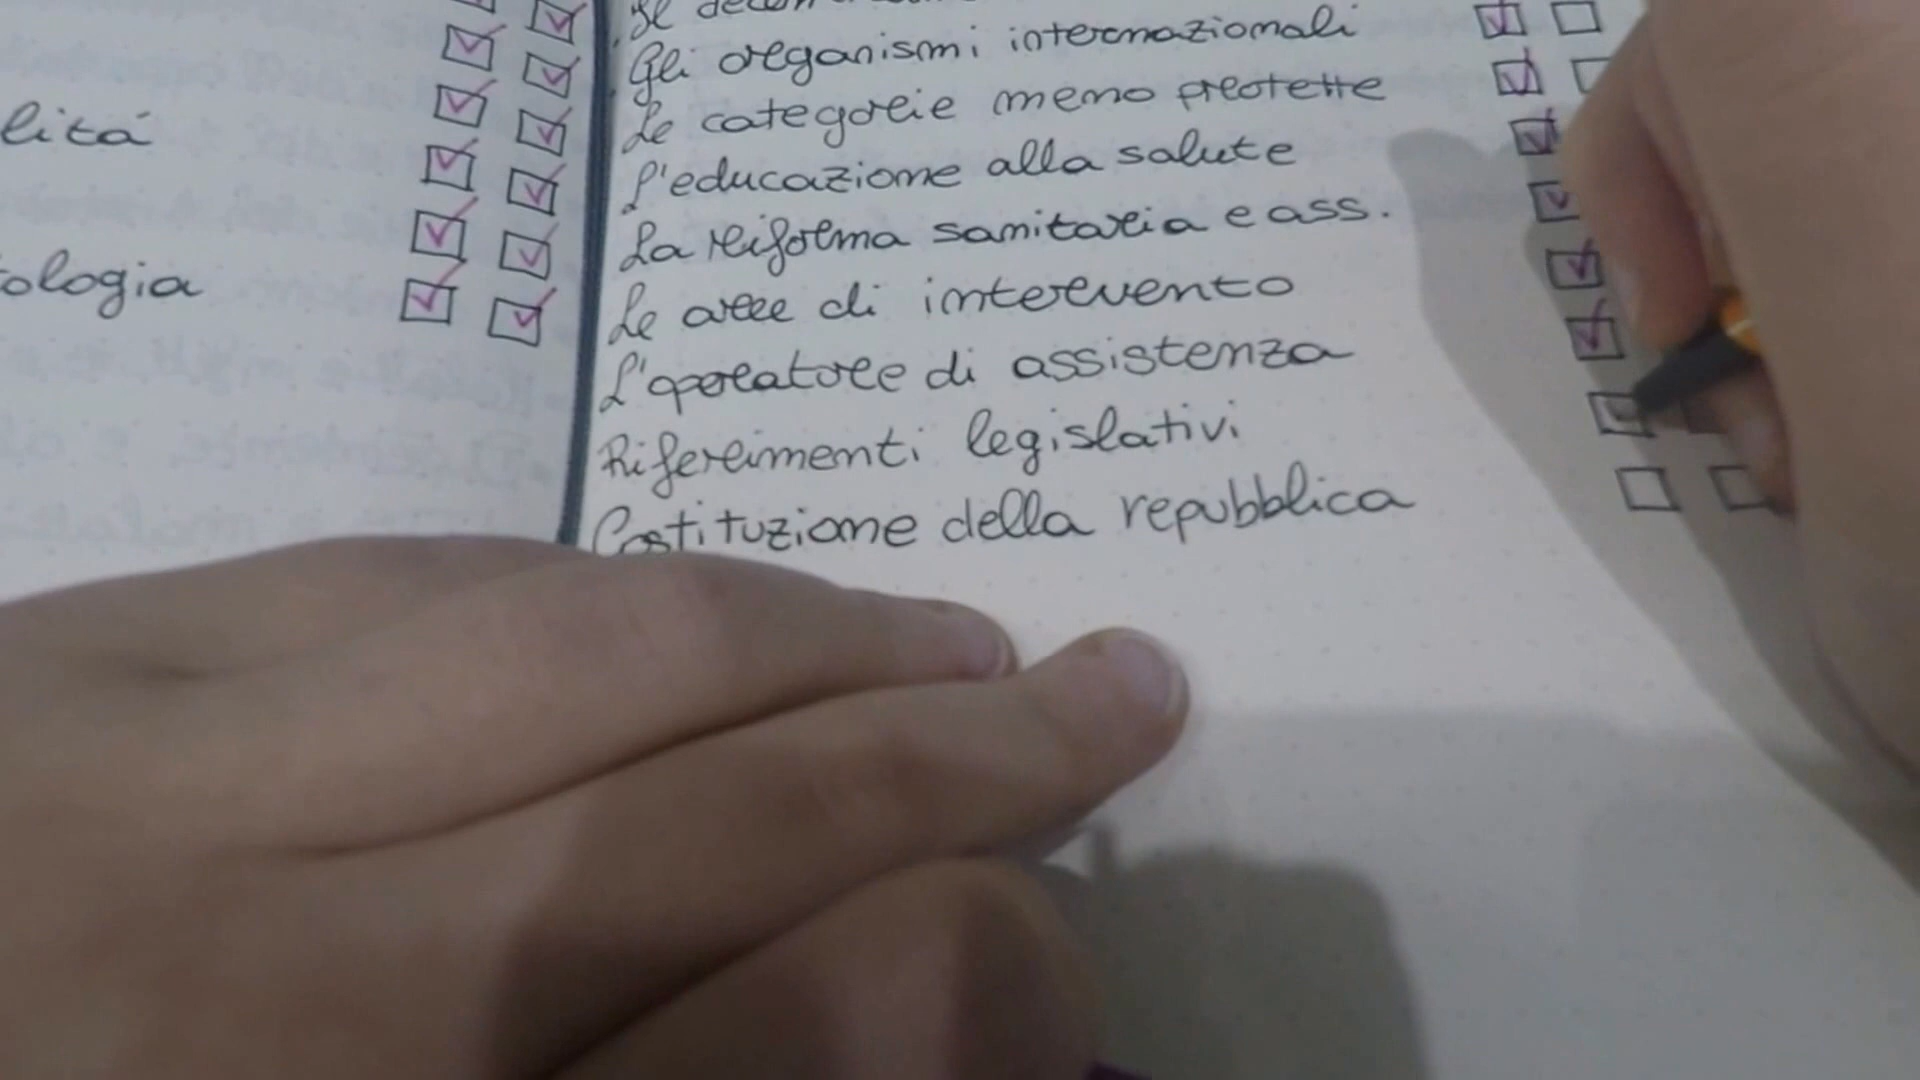 lità
ologia
Gli organismi internazionali
Le categorie meno protette
L'educazione alla salute
La riforma sanitaria e ass.
Le aree di intervento
L'operatore di assistenza
Riferimenti legislativi
Costituzione della repubblica